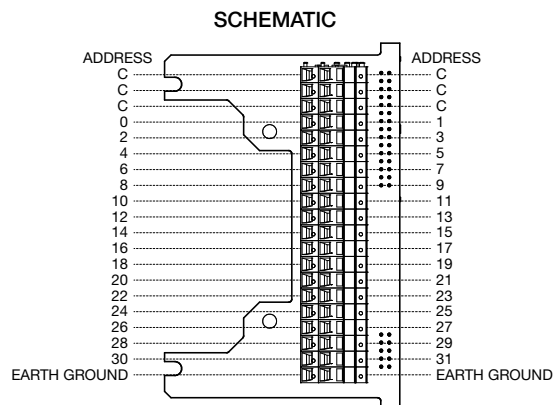 SCHEMATIC
ADDRESS ADDRESS
C C
C C
C C
0 1
2 3
4 5
6 7
8 9
10 11
12 13
14 15
16 17
18 19
20 21
22 23
24 25
26 27
28 29
30 31
EARTH GROUND EARTH GROUND